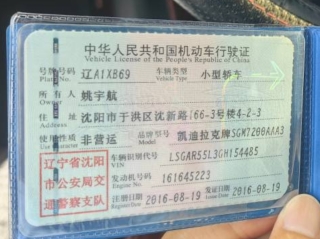 中华人民共和国机动车行驶证
Vehicle License of the People's Republic of China
号牌号码 辽A1XB69 车辆类型 小型轿车
Plate No. Vehicle Type
所有人 姚宇航
Owner
住址 沈阳市于洪区沈新路166-3号楼4-2-3
Address
使用性质 非营运 品牌型号 凯迪拉克牌SGM7200AAA3
Use Character Model
辽宁省沈阳 车辆识别代号 LSGAR55L3GH154485
VIN
市公安局交 发动机号码 161645223
Engine No.
通警察支队 注册日期 2016-08-19 发证日期 2016-08-19
Register Date Issue Date